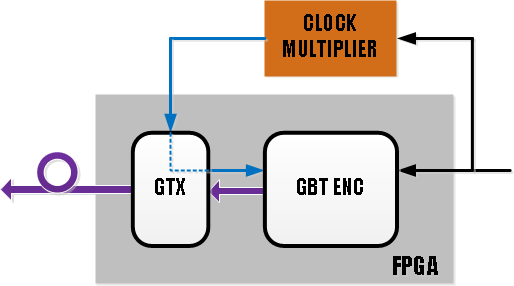 CLOCK
MULTIPLIER
GTX
GBT ENC
FPGA